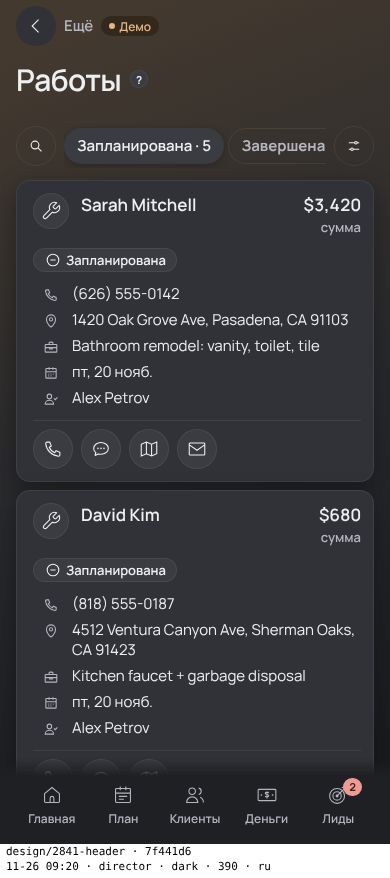 Ещё
Демо
Работы ?
Запланирована · 5
Завершена
Sarah Mitchell
$3,420
сумма
Запланирована
(626) 555-0142
1420 Oak Grove Ave, Pasadena, CA 91103
Bathroom remodel: vanity, toilet, tile
пт, 20 нояб.
Alex Petrov
David Kim
$680
сумма
Запланирована
(818) 555-0187
4512 Ventura Canyon Ave, Sherman Oaks,
CA 91423
Kitchen faucet + garbage disposal
пт, 20 нояб.
Alex Petrov
2
Главная
План
Клиенты
Деньги
Лиды
design/2841-header · 7f441d6
11-26 09:20 · director · dark · 390 · ru